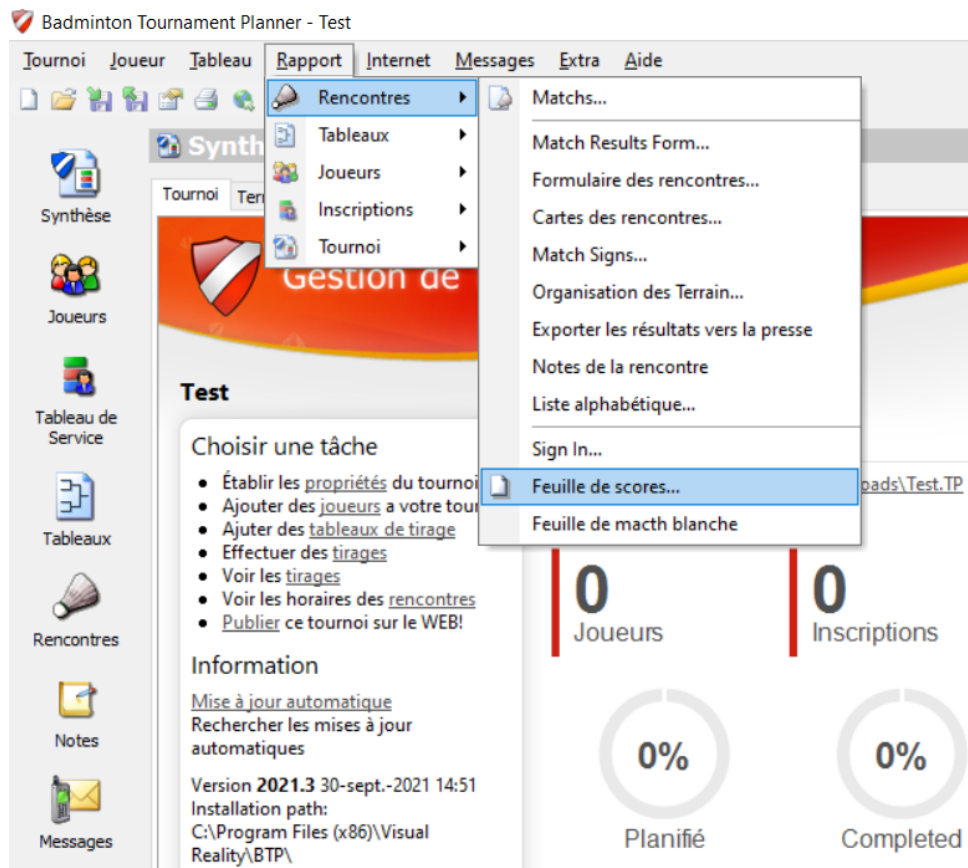 Badminton Tournament Planner - Test
Tournoi Joueur Tableau Rapport Internet Messages Extra Aide
Rencontres
Tableaux
Joueurs
Inscriptions
Tournoi
Matchs...
Match Results Form...
Formulaire des rencontres...
Cartes des rencontres...
Match Signs...
Organisation des Terrain...
Exporter les résultats vers la presse
Notes de la rencontre
Liste alphabétique...
Sign In...
Feuille de scores...
Feuille de macth blanche
Synthèse
Joueurs
Tableau de
Service
Tableaux
Rencontres
Notes
Messages
Synth
Tournoi Ter
Gestion de
Test
Choisir une tâche
• Établir les propriétés du tournoi
• Ajouter des joueurs a votre tour
• Ajuter des tableaux de tirage
• Effectuer des tirages
• Voir les tirages
• Voir les horaires des rencontres
• Publier ce tournoi sur le WEB!
Information
Mise à jour automatique
Rechercher les mises à jour
automatiques
Version 2021.3 30-sept.-2021 14:51
Installation path:
C:\Program Files (x86)\Visual
Reality\BTP\
oads\Test.TP
0
Joueurs
0
Inscriptions
0%
Planifié
0%
Completed